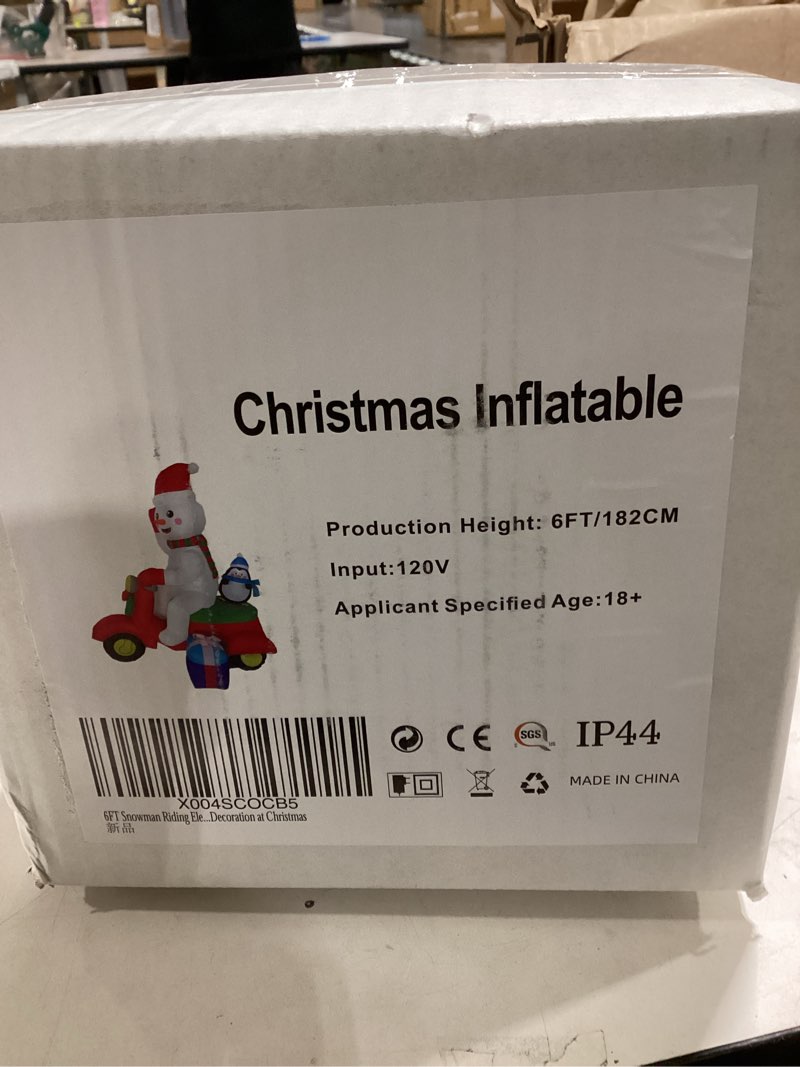 Christmas Inflatable
Production Height: 6FT/182CM
Input:120V
Applicant Specified Age:18+
CE SGS IP44
MADE IN CHINA
X004SCOCB5
6FT Snowman Riding Ele...Decoration at Christmas
新品